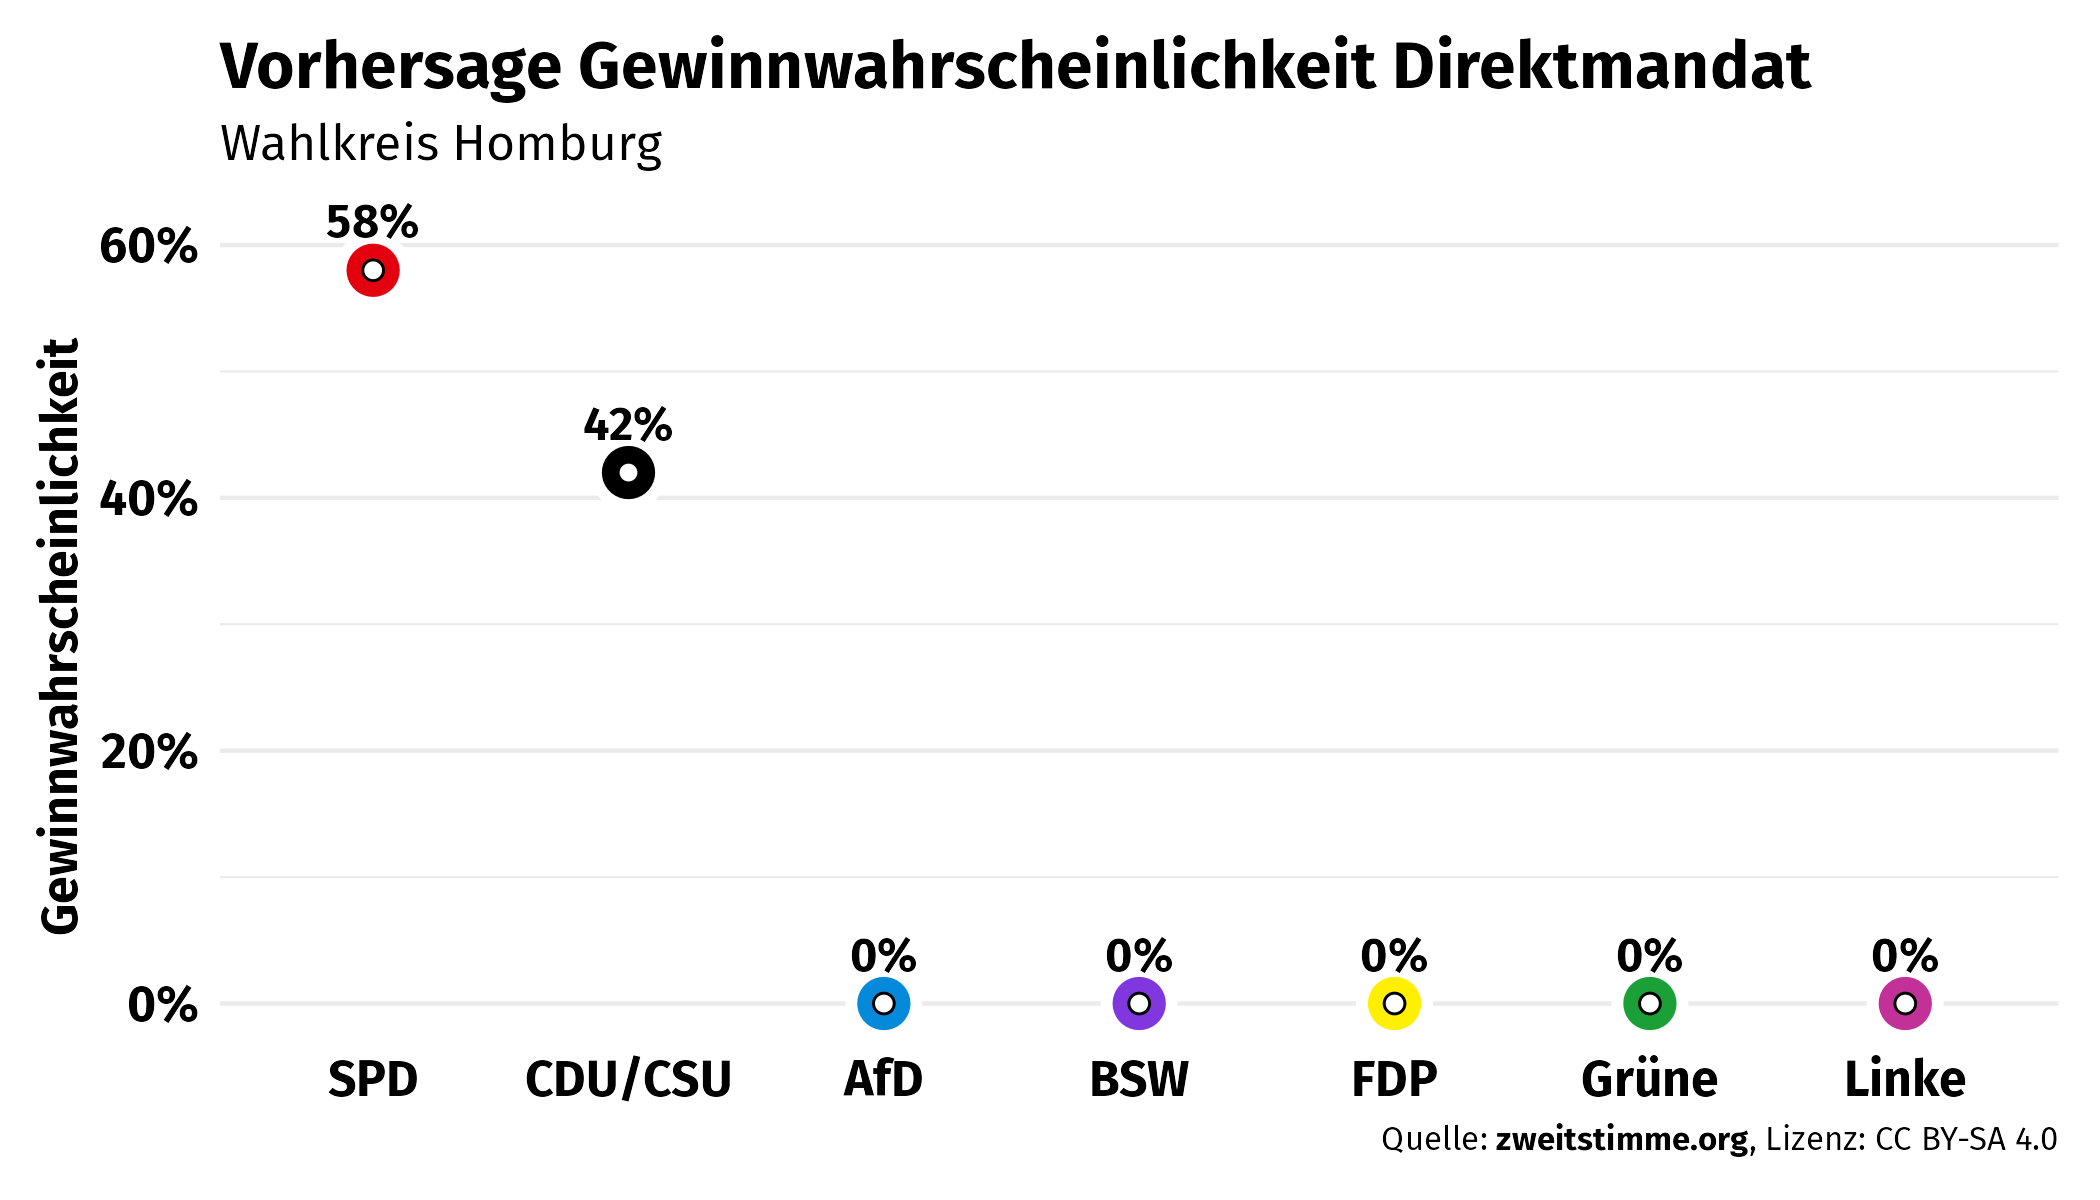 Vorhersage Gewinnwahrscheinlichkeit Direktmandat
Wahlkreis Homburg
Gewinnwahrscheinlichkeit
60%
40%
20%
0%
58%
42%
0%
0%
0%
0%
0%
SPD
CDU/CSU
AfD
BSW
FDP
Grüne
Linke
Quelle: zweitstimme.org, Lizenz: CC BY-SA 4.0